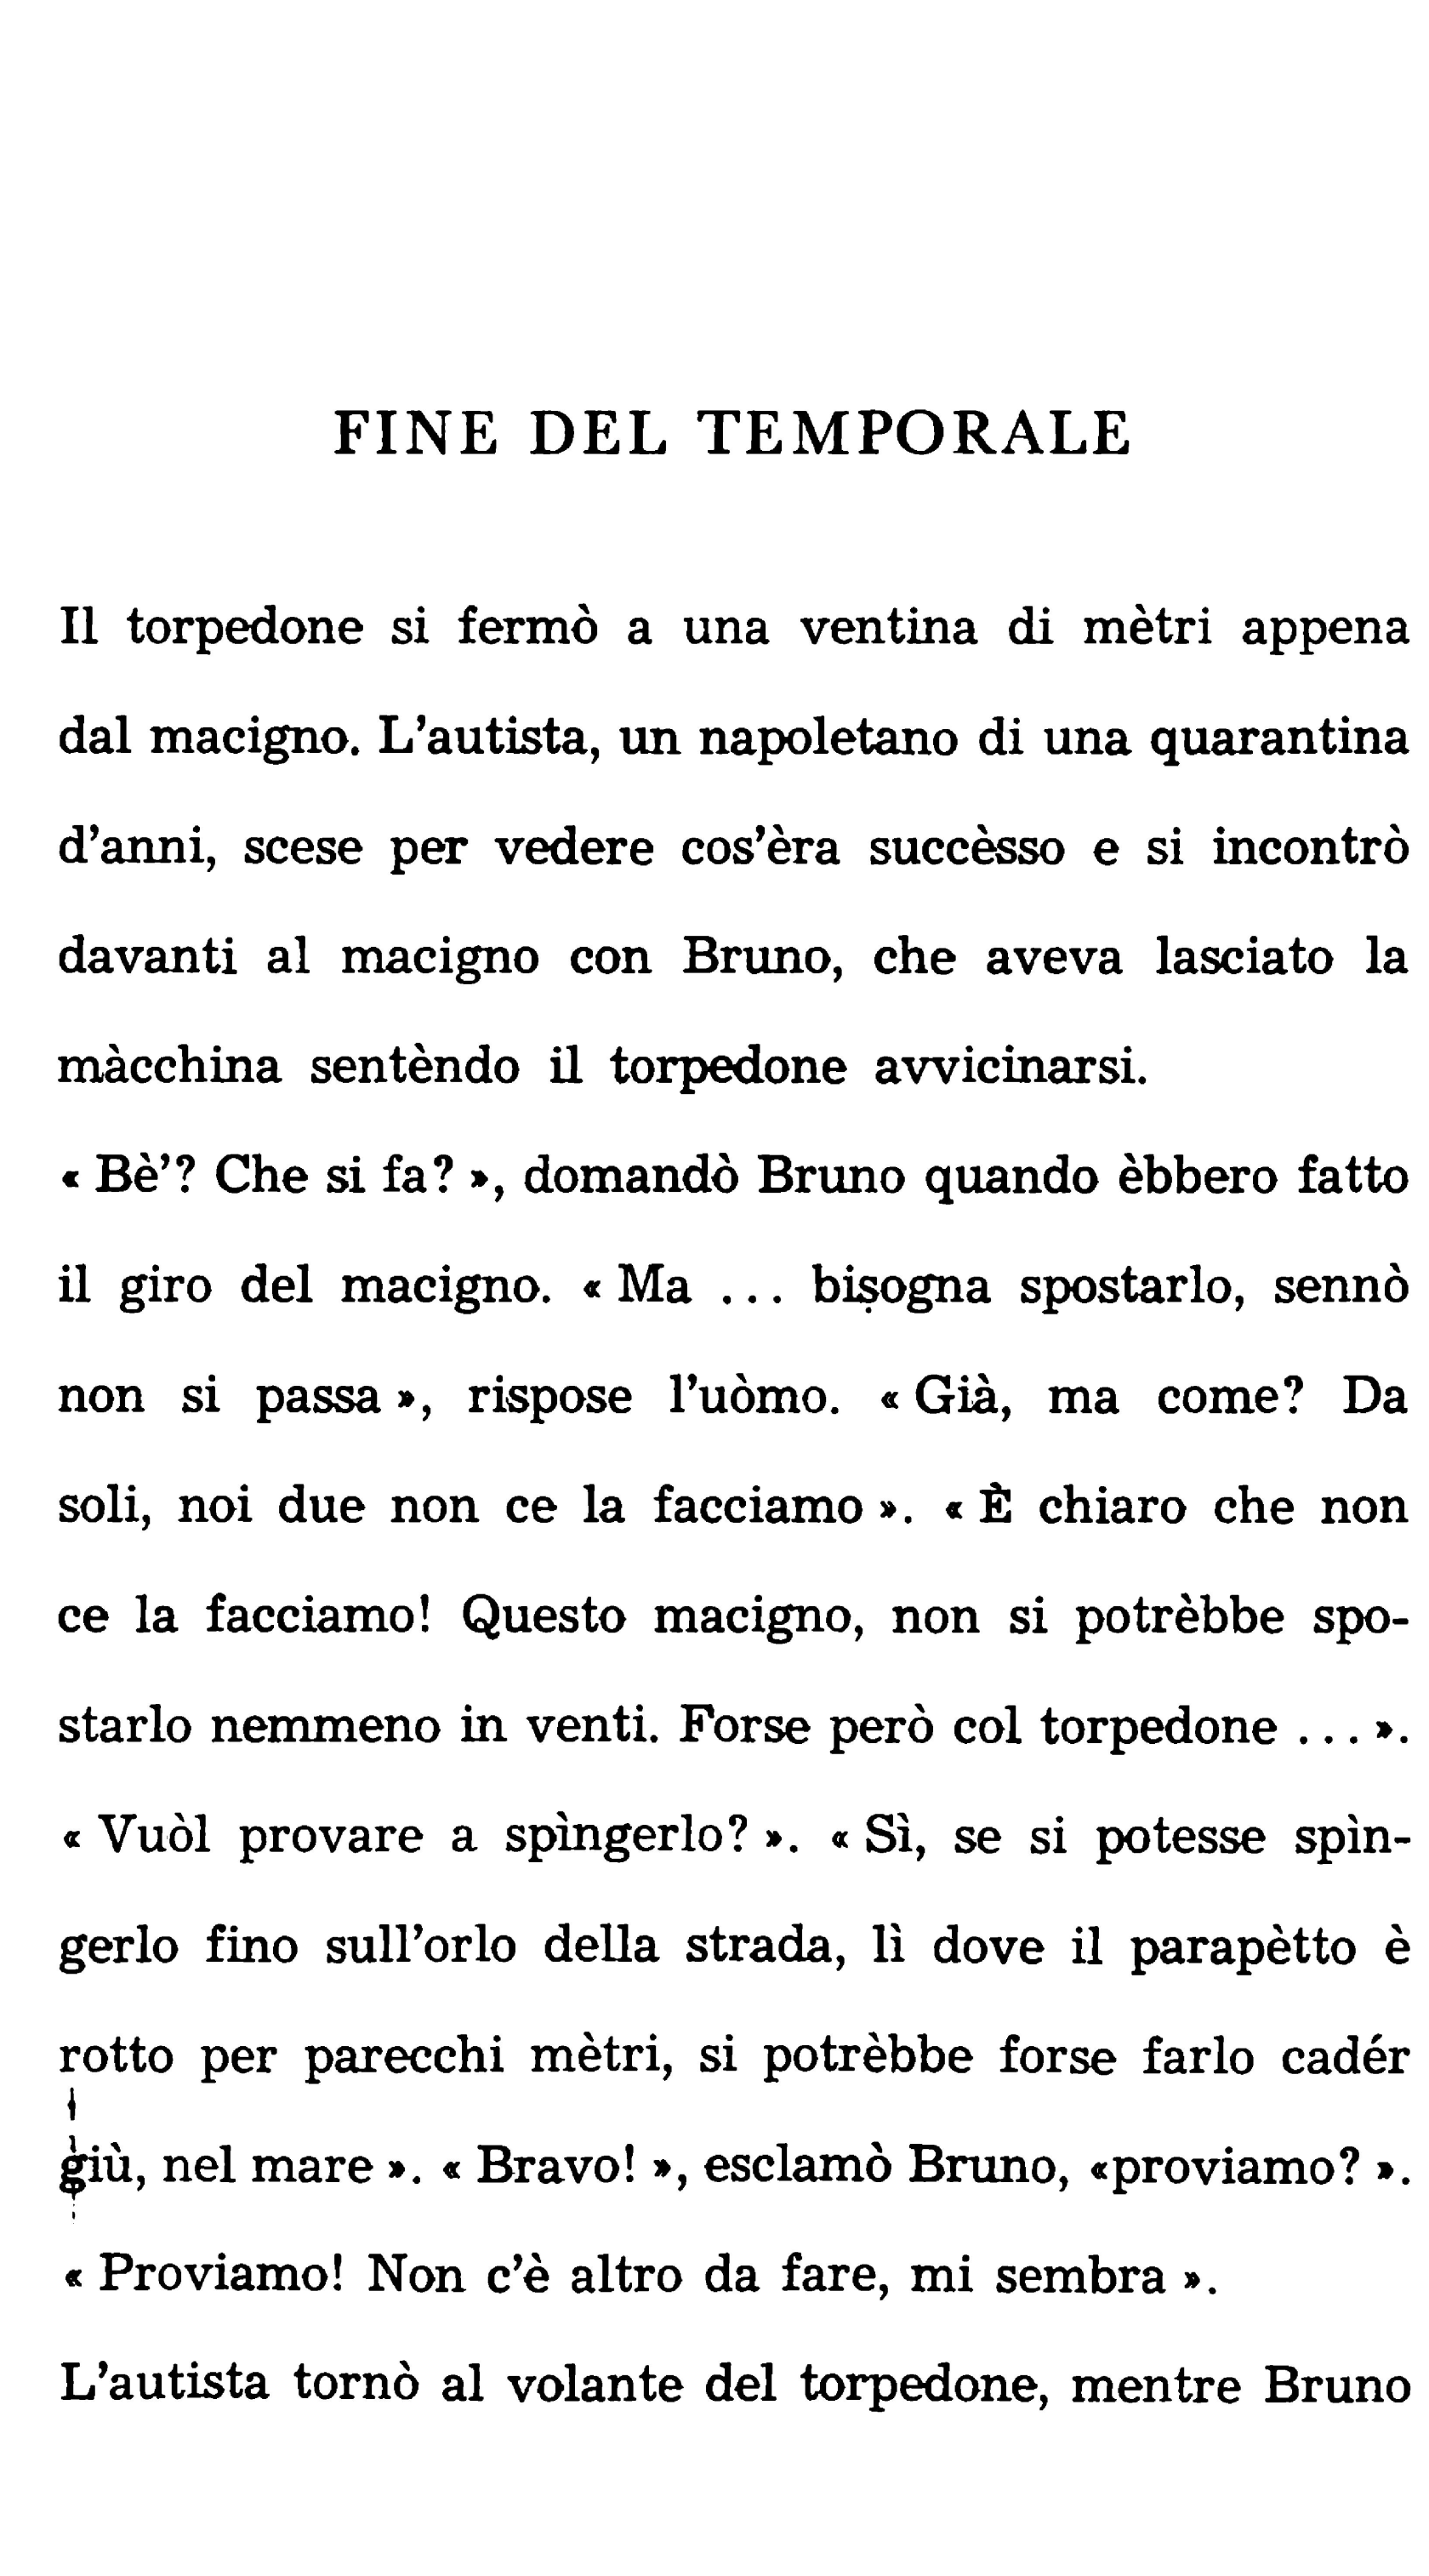 FINE DEL TEMPORALE
Il torpedone si fermò a una ventina di mètri appena
dal macigno. L'autista, un napoletano di una quarantina
d'anni, scese per vedere cos'èra succèsso e si incontrò
davanti al macigno con Bruno, che aveva lasciato la
màcchina sentèndo il torpedone avvicinarsi.
« Bè'? Che si fa? », domandò Bruno quando èbbero fatto
il giro del macigno. « Ma ... biṣogna spostarlo, sennò
non si passa », rispose l'uòmo. « Già, ma come? Da
soli, noi due non ce la facciamo ». « È chiaro che non
ce la facciamo! Questo macigno, non si potrèbbe spo-
starlo nemmeno in venti. Forse però col torpedone ... ».
« Vuòl provare a spìngerlo? ». « Sì, se si potesse spìn-
gerlo fino sull'orlo della strada, lì dove il parapètto è
rotto per parecchi mètri, si potrèbbe forse farlo cadér
giù, nel mare ». « Bravo! », esclamò Bruno, «proviamo? ».
« Proviamo! Non c'è altro da fare, mi sembra ».
L'autista tornò al volante del torpedone, mentre Bruno